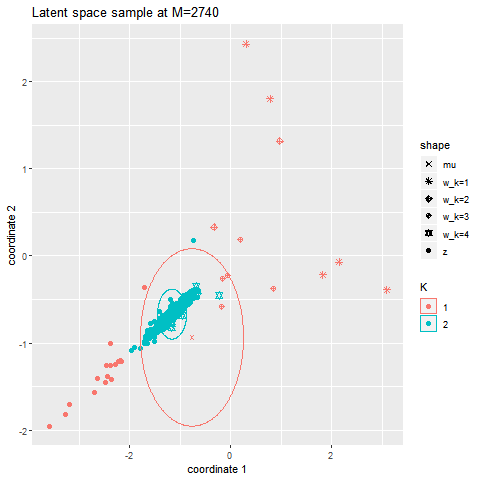 Latent space sample at M=2740
coordinate 2
2
1
0
-1
-2
-2
0
2
coordinate 1
shape
mu
w_k=1
w_k=2
w_k=3
w_k=4
z
K
1
2